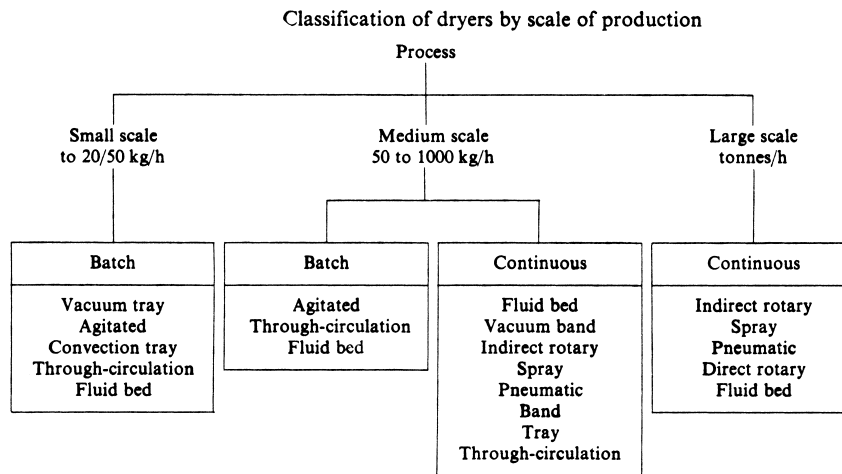 Classification of dryers by scale of production
Process
Small scale
to 20/50 kg/h
Medium scale
50 to 1000 kg/h
Large scale
tonnes/h
Batch
Vacuum tray
Agitated
Convection tray
Through-circulation
Fluid bed
Batch
Agitated
Through-circulation
Fluid bed
Continuous
Fluid bed
Vacuum band
Indirect rotary
Spray
Pneumatic
Band
Tray
Through-circulation
Continuous
Indirect rotary
Spray
Pneumatic
Direct rotary
Fluid bed